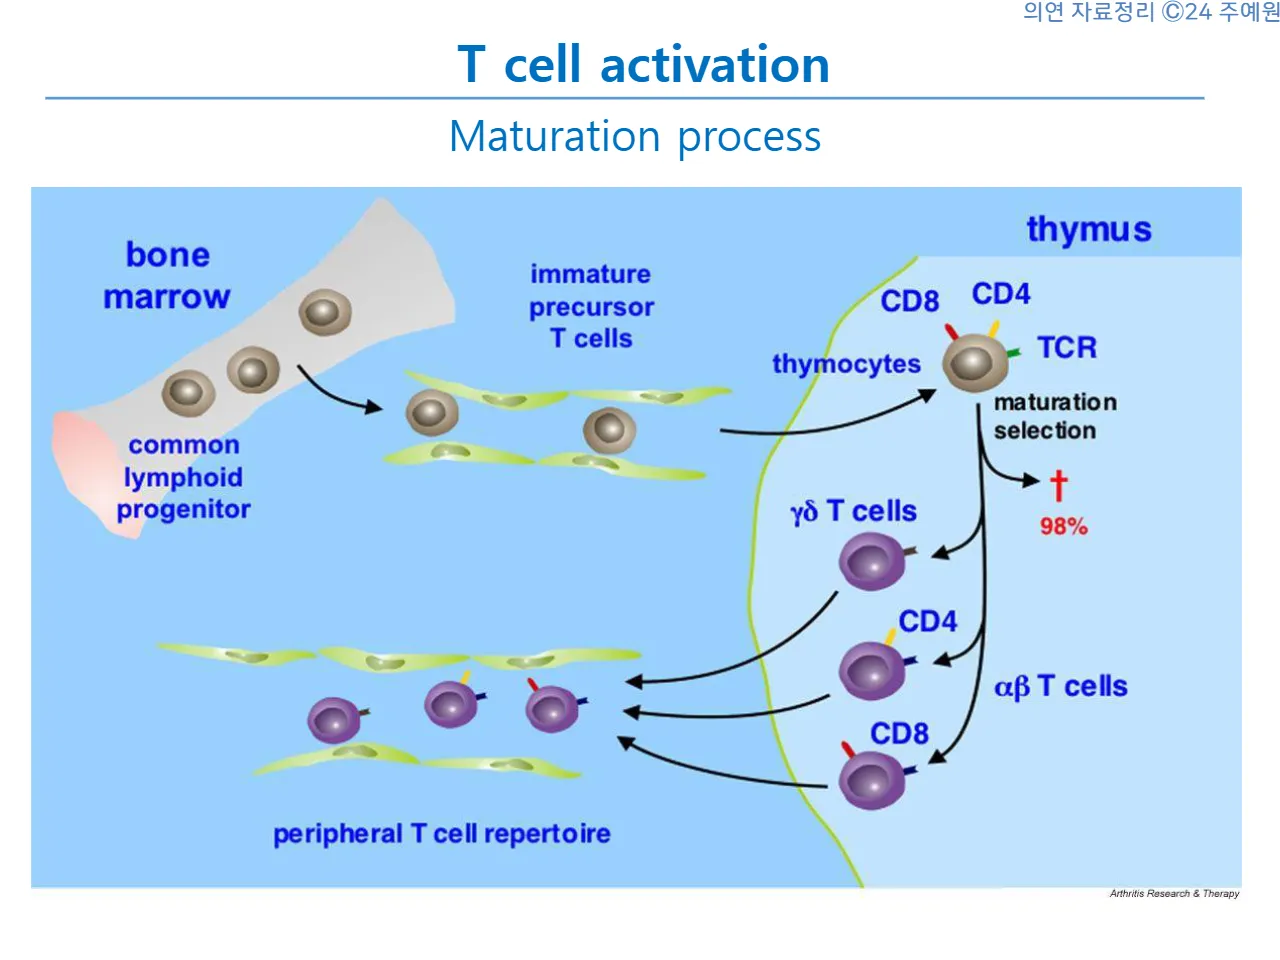 의연 자료정리 Ⓒ24 주예원
T cell activation
Maturation process
bone
marrow
common
lymphoid
progenitor
immature
precursor
T cells
thymus
CD8
CD4
TCR
thymocytes
maturation
selection
†
98%
γδ T cells
CD4
αβ T cells
CD8
peripheral T cell repertoire
Arthritis Research & Therapy